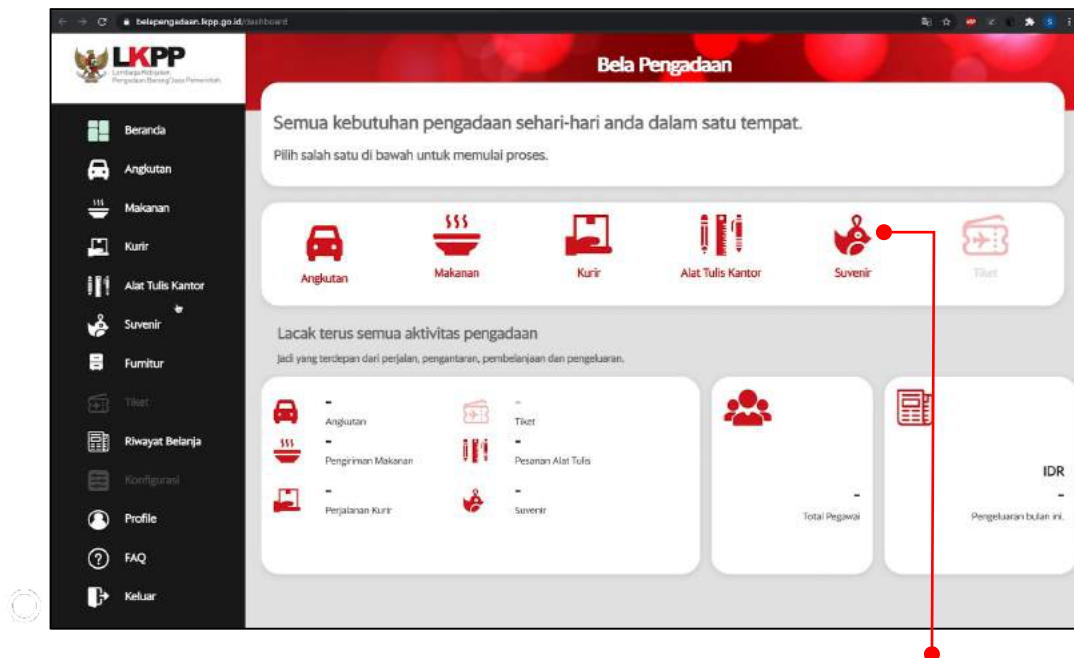 belapengadaan.lkpp.go.id/dashboard
LKPP
Lembaga Kebijakan
Pengadaan Barang/Jasa Pemerintah
Bela Pengadaan
Beranda
Angkutan
Makanan
Kurir
Alat Tulis Kantor
Suvenir
Furnitur
Tiket
Riwayat Belanja
Konfigurasi
Profile
FAQ
Keluar
Semua kebutuhan pengadaan sehari-hari anda dalam satu tempat.
Pilih salah satu di bawah untuk memulai proses.
Angkutan
Makanan
Kurir
Alat Tulis Kantor
Suvenir
Tiket
Lacak terus semua aktivitas pengadaan
Jadi yang terdepan dari perjalan, pengantaran, pembelanjaan dan pengeluaran.
-
Angkutan
-
Tiket
-
Pengiriman Makanan
-
Pesanan Alat Tulis
-
Perjalanan Kurir
-
Suvenir
-
Total Pegawai
IDR
-
Pengeluaran bulan ini.